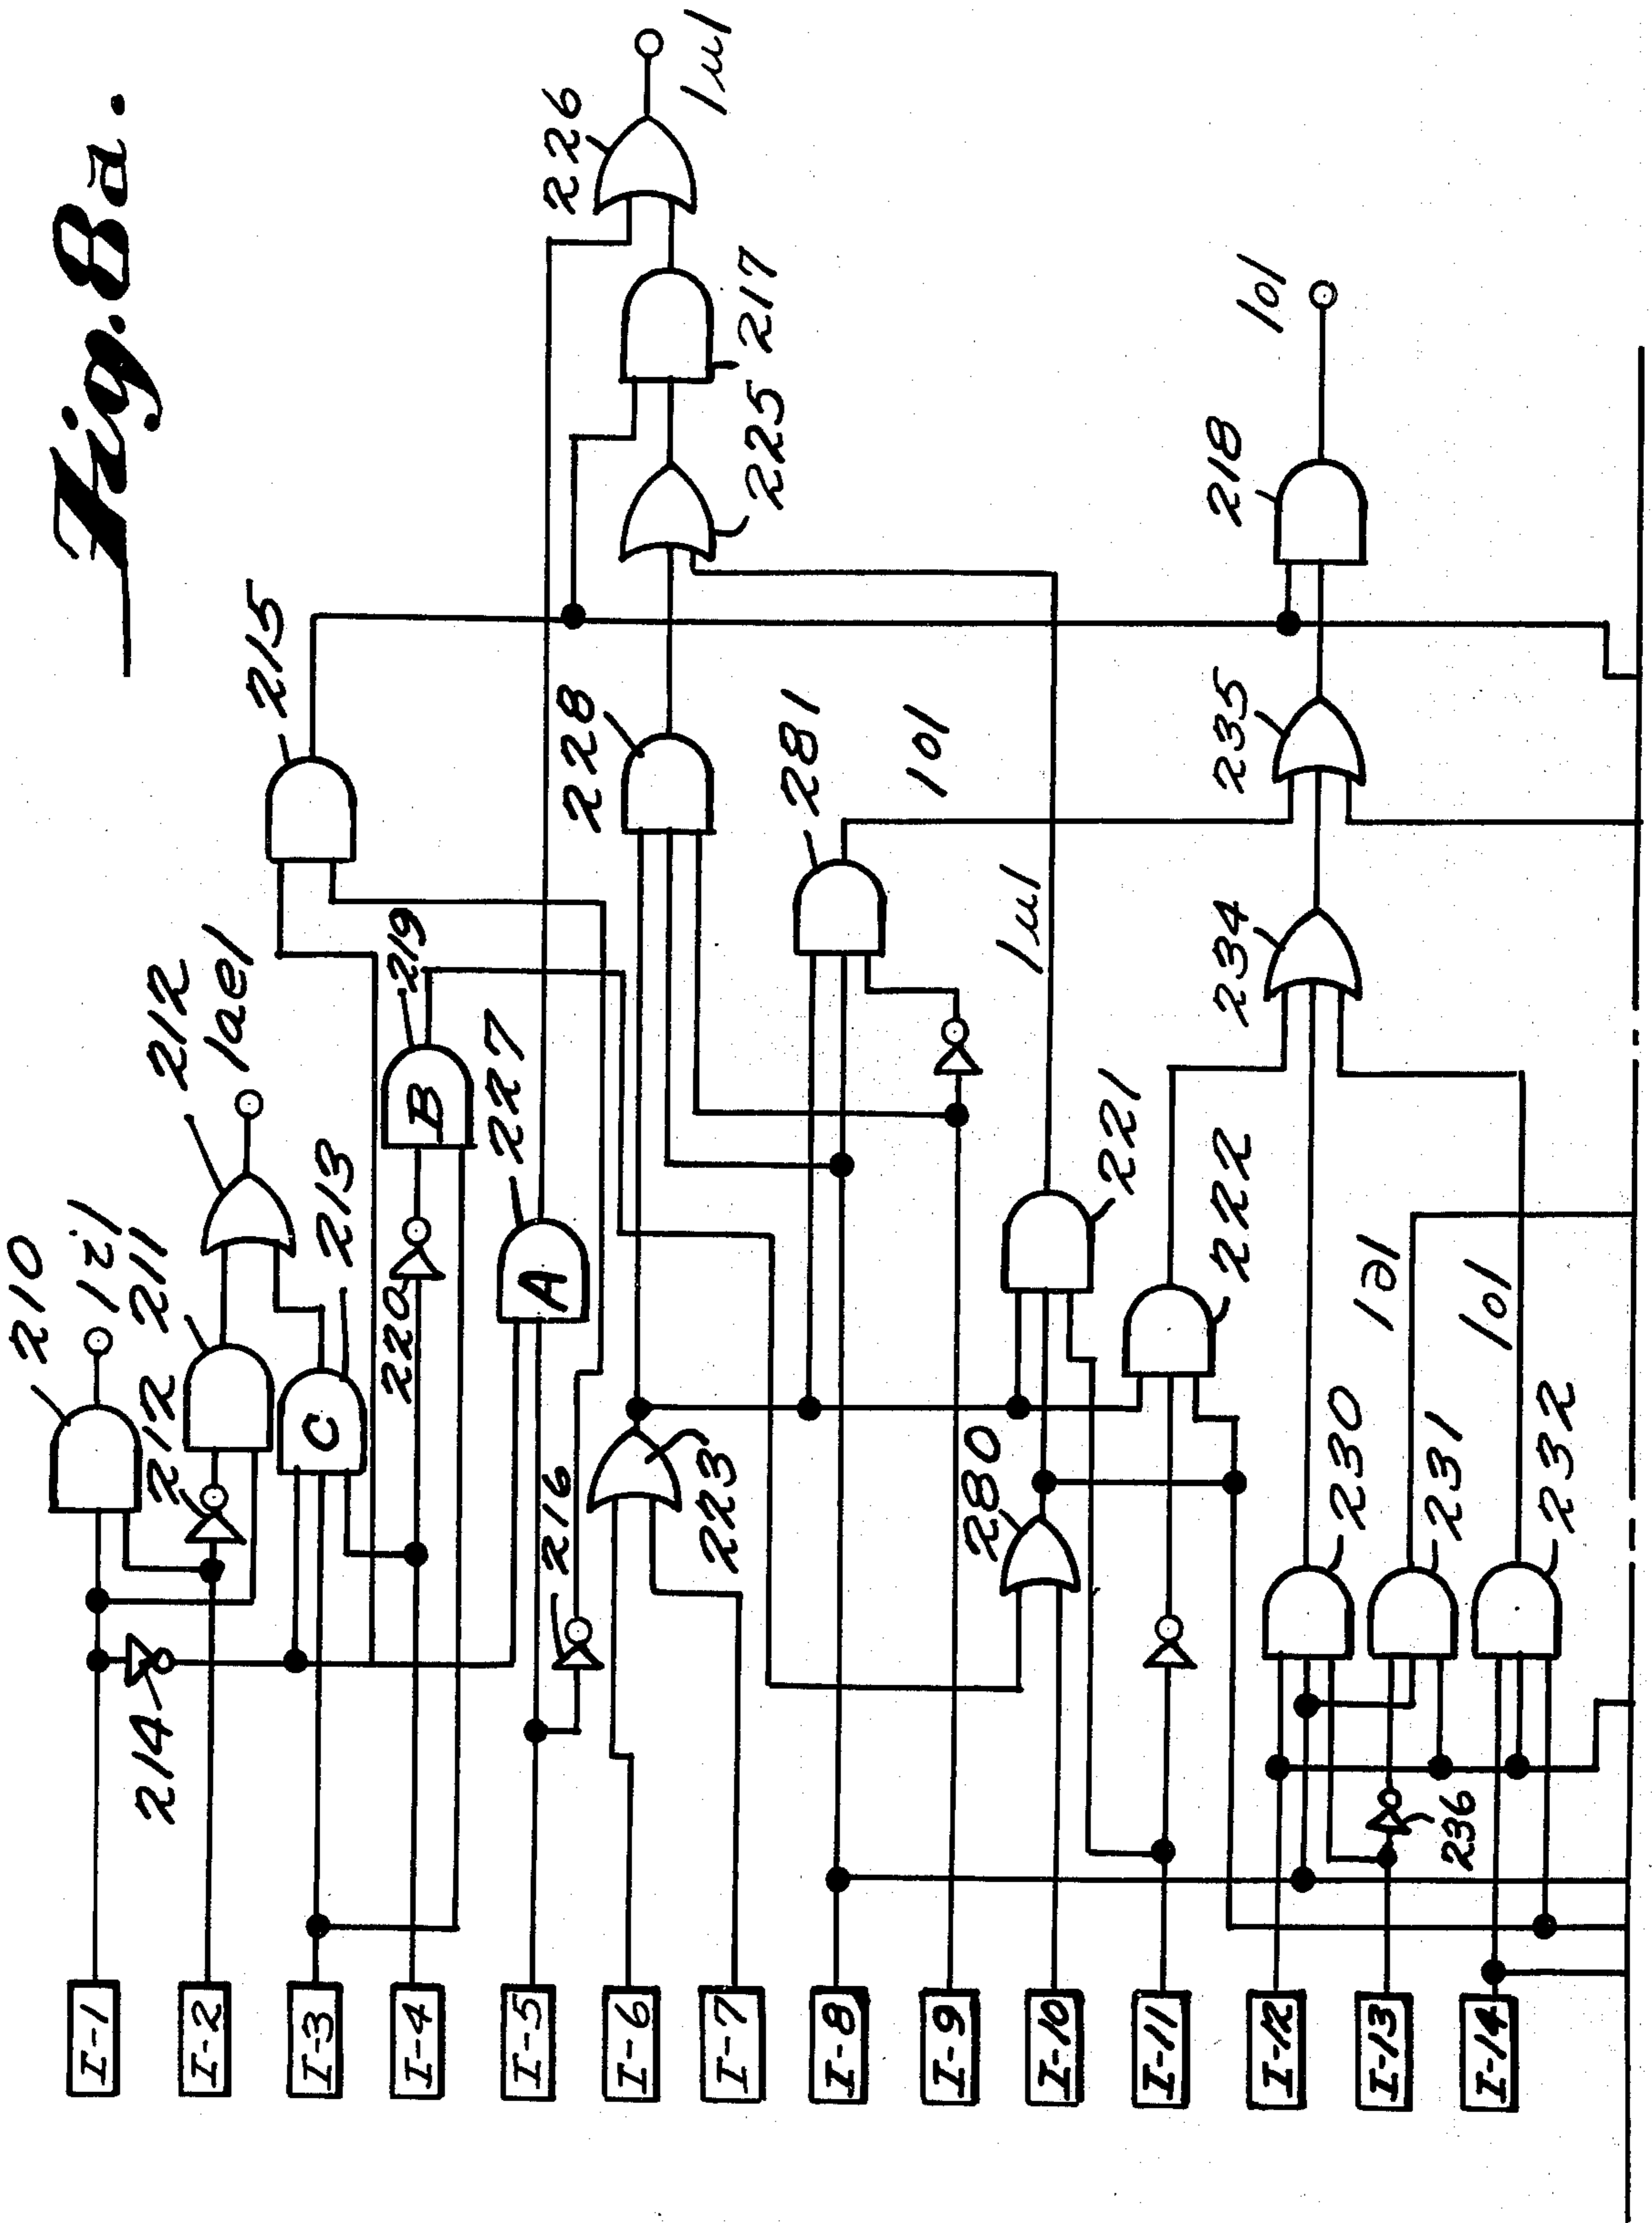 Fig. 8a.
210
/i/
211
212
212
/ae/
213
214
215
216
219
220
B
C
A
227
226
/u/
217
225
228
281
/o/
223
280
/u/
221
222
218
/o/
235
234
230
/ə/
231
/o/
232
236
I-1
I-2
I-3
I-4
I-5
I-6
I-7
I-8
I-9
I-10
I-11
I-12
I-13
I-14